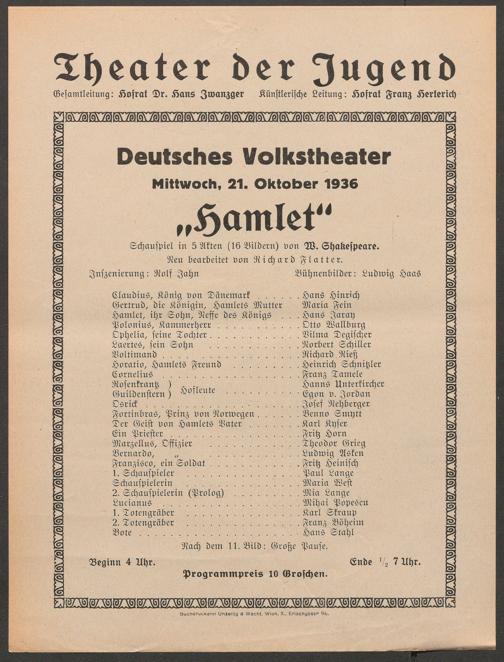 Theater der Jugend
Gesamtleitung: Hofrat Dr. Hans Zwanzger Künstlerische Leitung: Hofrat Franz Herterich
Deutsches Volkstheater
Mittwoch, 21. Oktober 1936
„Hamlet“
Schauspiel in 5 Akten (16 Bildern) von W. Shakespeare.
Neu bearbeitet von Richard Flatter.
Inszenierung: Rolf Jahn Bühnenbilder: Ludwig Haas
Claudius, König von Dänemark . . . . . Hans Hinrich
Gertrud, die Königin, Hamlets Mutter . . Maria Fein
Hamlet, ihr Sohn, Neffe des Königs . . . Hans Jaray
Polonius, Kammerherr . . . . . . . . . Otto Wallburg
Ophelia, seine Tochter . . . . . . . . . Vilma Degischer
Laertes, sein Sohn . . . . . . . . . . . Norbert Schiller
Voltimand . . . . . . . . . . . . . . Richard Rieß
Horatio, Hamlets Freund . . . . . . . . Heinrich Schnitzler
Cornelius . . . . . . . . . . . . . . Franz Tamele
Rosenkrantz ) Hofleute . . . . . . . . Hanns Unterkircher
Guildenstern ) Egon v. Jordan
Osrick . . . . . . . . . . . . . . . Josef Rehberger
Fortinbras, Prinz von Norwegen . . . . . Benno Smytt
Der Geist von Hamlets Vater . . . . . . Karl Kyser
Ein Priester . . . . . . . . . . . . . Fritz Horn
Marzellus, Offizier . . . . . . . . . . Theodor Grieg
Bernardo, „ . . . . . . . . . . Ludwig Asken
Franzisco, ein Soldat . . . . . . . . . Fritz Heinisch
1. Schauspieler . . . . . . . . . . . . Paul Lange
Schauspielerin . . . . . . . . . . . . Maria West
2. Schauspielerin (Prolog) . . . . . . . Mia Lange
Lucianus . . . . . . . . . . . . . . Mihai Popescu
1. Totengräber . . . . . . . . . . . . Karl Skraup
2. Totengräber . . . . . . . . . . . . Franz Böheim
Bote . . . . . . . . . . . . . . . . Hans Stahl
Nach dem 11. Bild: Große Pause.
Beginn 4 Uhr. Ende ½ 7 Uhr.
Programmpreis 10 Groschen.